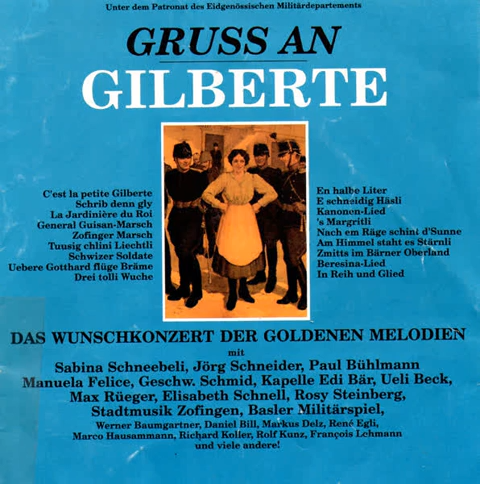 Unter dem Patronat des Eidgenössischen Militärdepartements
GRUSS AN
GILBERTE
C'est la petite Gilberte
Schrib denn gly
La Jardinière du Roi
General Guisan-Marsch
Zofinger Marsch
Tuusig chlini Liechtli
Schwizer Soldate
Uebere Gotthard flüge Bräme
Drei tolli Wuche
En halbe Liter
E schneidig Häsli
Kanonen-Lied
's Margritli
Nach em Räge schint d'Sunne
Am Himmel staht es Stärnli
Zmitts im Bärner Oberland
Beresina-Lied
In Reih und Glied
DAS WUNSCHKONZERT DER GOLDENEN MELODIEN
mit
Sabina Schneebeli, Jörg Schneider, Paul Bühlmann
Manuela Felice, Geschw. Schmid, Kapelle Edi Bär, Ueli Beck,
Max Rüeger, Elisabeth Schnell, Rosy Steinberg,
Stadtmusik Zofingen, Basler Militärspiel,
Werner Baumgartner, Daniel Bill, Markus Delz, René Egli,
Marco Hausammann, Richard Koller, Rolf Kunz, François Lehmann
und viele andere!